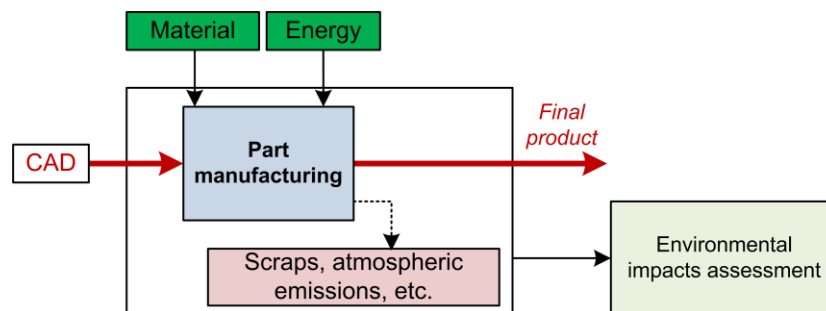 Material
Energy
Final
product
CAD
Part
manufacturing
Scraps, atmospheric
emissions, etc.
Environmental
impacts assessment